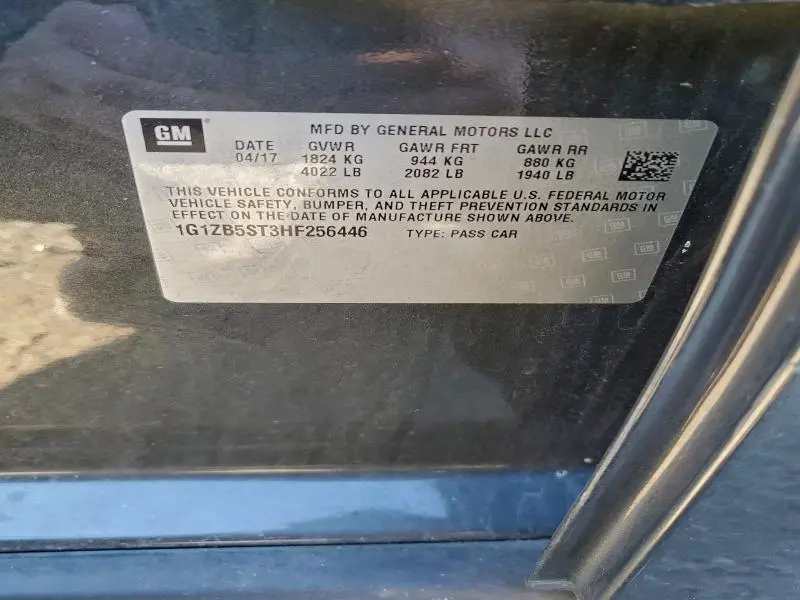 GM
MFD BY GENERAL MOTORS LLC
DATE GVWR GAWR FRT GAWR RR
04/17 1824 KG 944 KG 880 KG
4022 LB 2082 LB 1940 LB
THIS VEHICLE CONFORMS TO ALL APPLICABLE U.S. FEDERAL MOTOR
VEHICLE SAFETY, BUMPER, AND THEFT PREVENTION STANDARDS IN
EFFECT ON THE DATE OF MANUFACTURE SHOWN ABOVE.
1G1ZB5ST3HF256446 TYPE: PASS CAR